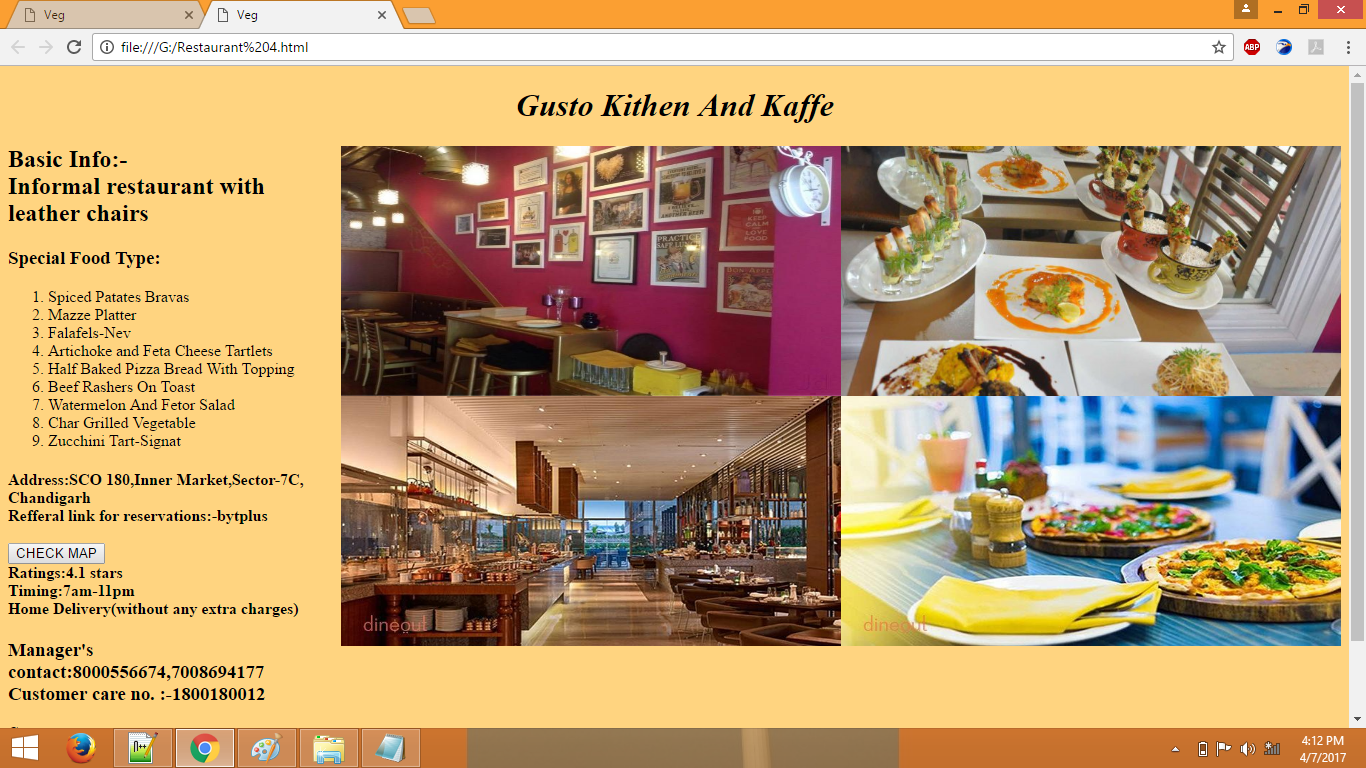 Veg
Veg
file:///G:/Restaurant%204.html
ABP
Gusto Kithen And Kaffe
Basic Info:-
Informal restaurant with
leather chairs
Special Food Type:
1. Spiced Patates Bravas
2. Mazze Platter
3. Falafels-Nev
4. Artichoke and Feta Cheese Tartlets
5. Half Baked Pizza Bread With Topping
6. Beef Rashers On Toast
7. Watermelon And Fetor Salad
8. Char Grilled Vegetable
9. Zucchini Tart-Signat
Address:SCO 180,Inner Market,Sector-7C,
Chandigarh
Refferal link for reservations:-bytplus
CHECK MAP
Ratings:4.1 stars
Timing:7am-11pm
Home Delivery(without any extra charges)
Manager's
contact:8000556674,7008694177
Customer care no. :-1800180012
KEEP
CALM
LOVE
FOOD
PRACTICE
dineout
dineout
4:12 PM
4/7/2017